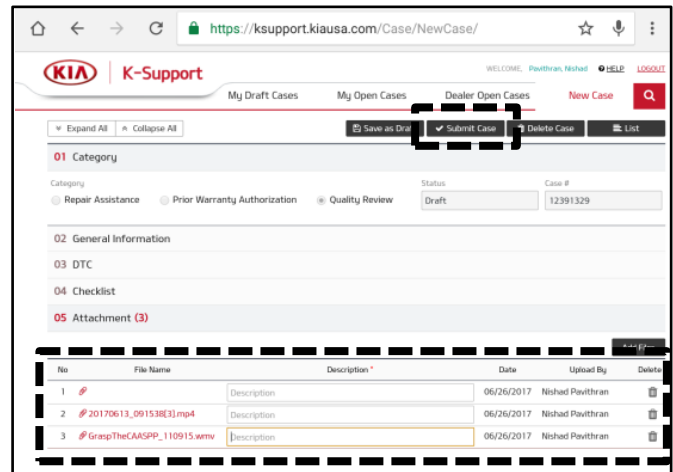 https://ksupport.kiausa.com/Case/NewCase/
KIA K-Support
WELCOME, Pavithran, Nishad HELP LOGOUT
My Draft Cases My Open Cases Dealer Open Cases New Case
Expand All Collapse All Save as Draft Submit Case Delete Case List
01 Category
Category Status Case #
Repair Assistance Prior Warranty Authorization Quality Review Draft 12391329
02 General Information
03 DTC
04 Checklist
05 Attachment (3)
No File Name Description * Date Upload By Delete
1 Description 06/26/2017 Nishad Pavithran
2 20170613_091538[3].mp4 Description 06/26/2017 Nishad Pavithran
3 GraspTheCAASPP_110915.wmv Description 06/26/2017 Nishad Pavithran